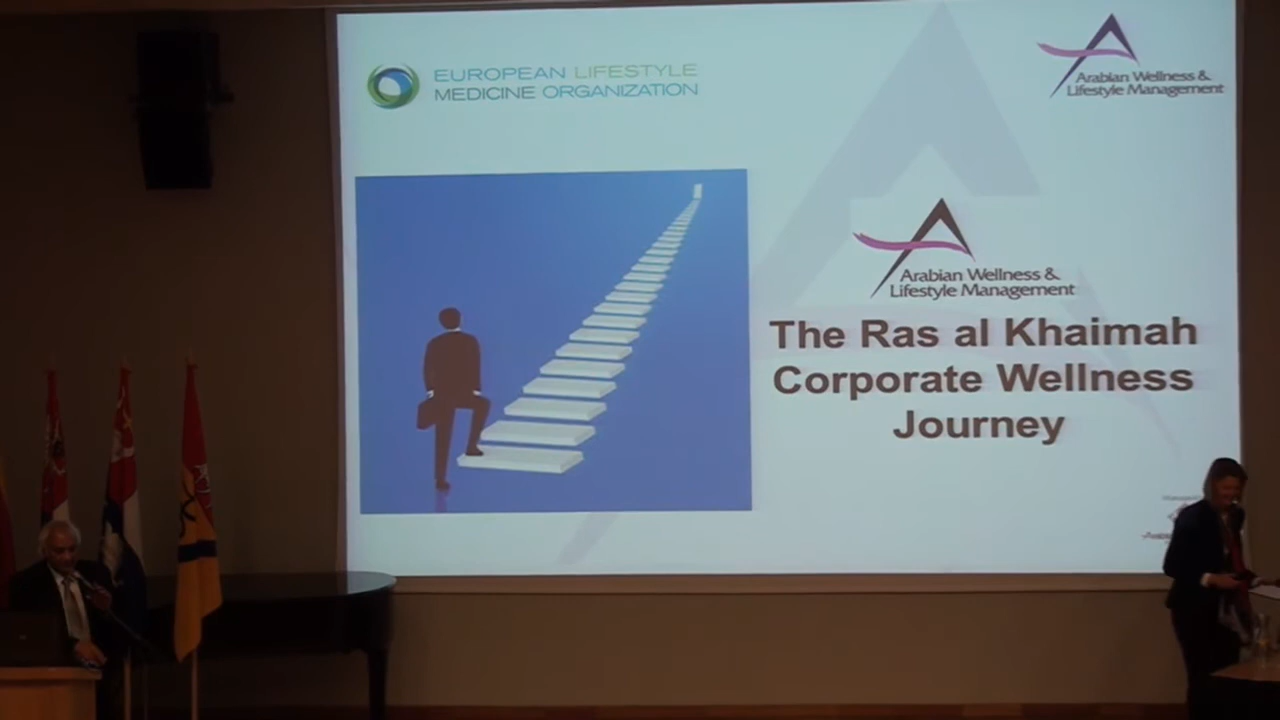 EUROPEAN LIFESTYLE
MEDICINE ORGANIZATION
Arabian Wellness &
Lifestyle Management
Arabian Wellness &
Lifestyle Management
The Ras al Khaimah
Corporate Wellness
Journey